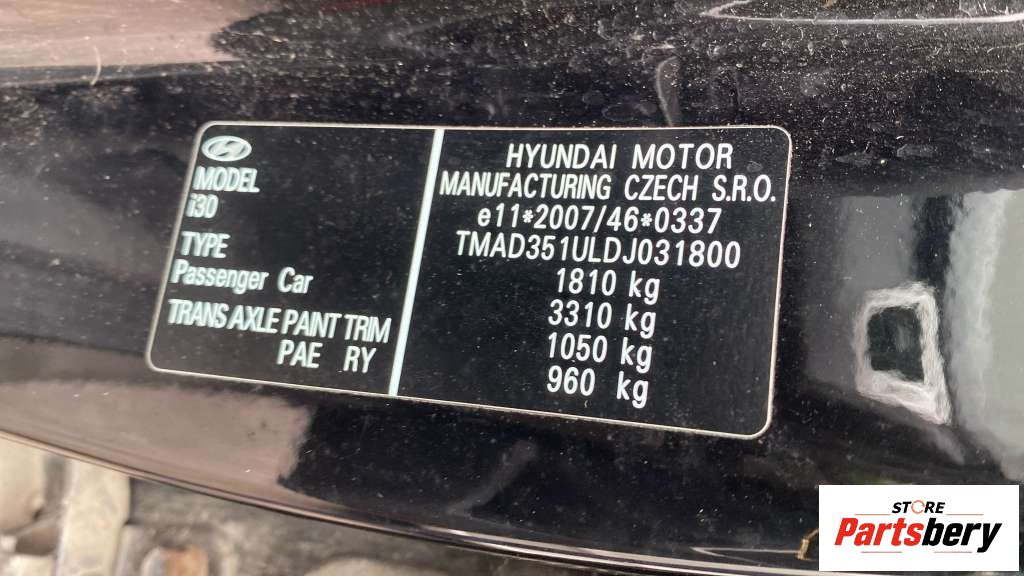 MODEL
i30
TYPE
Passenger Car
TRANS AXLE PAINT TRIM
PAE RY
HYUNDAI MOTOR
MANUFACTURING CZECH S.R.O.
e11*2007/46*0337
TMAD351ULDJ031800
1810 kg
3310 kg
1050 kg
960 kg
STORE
Partsbery